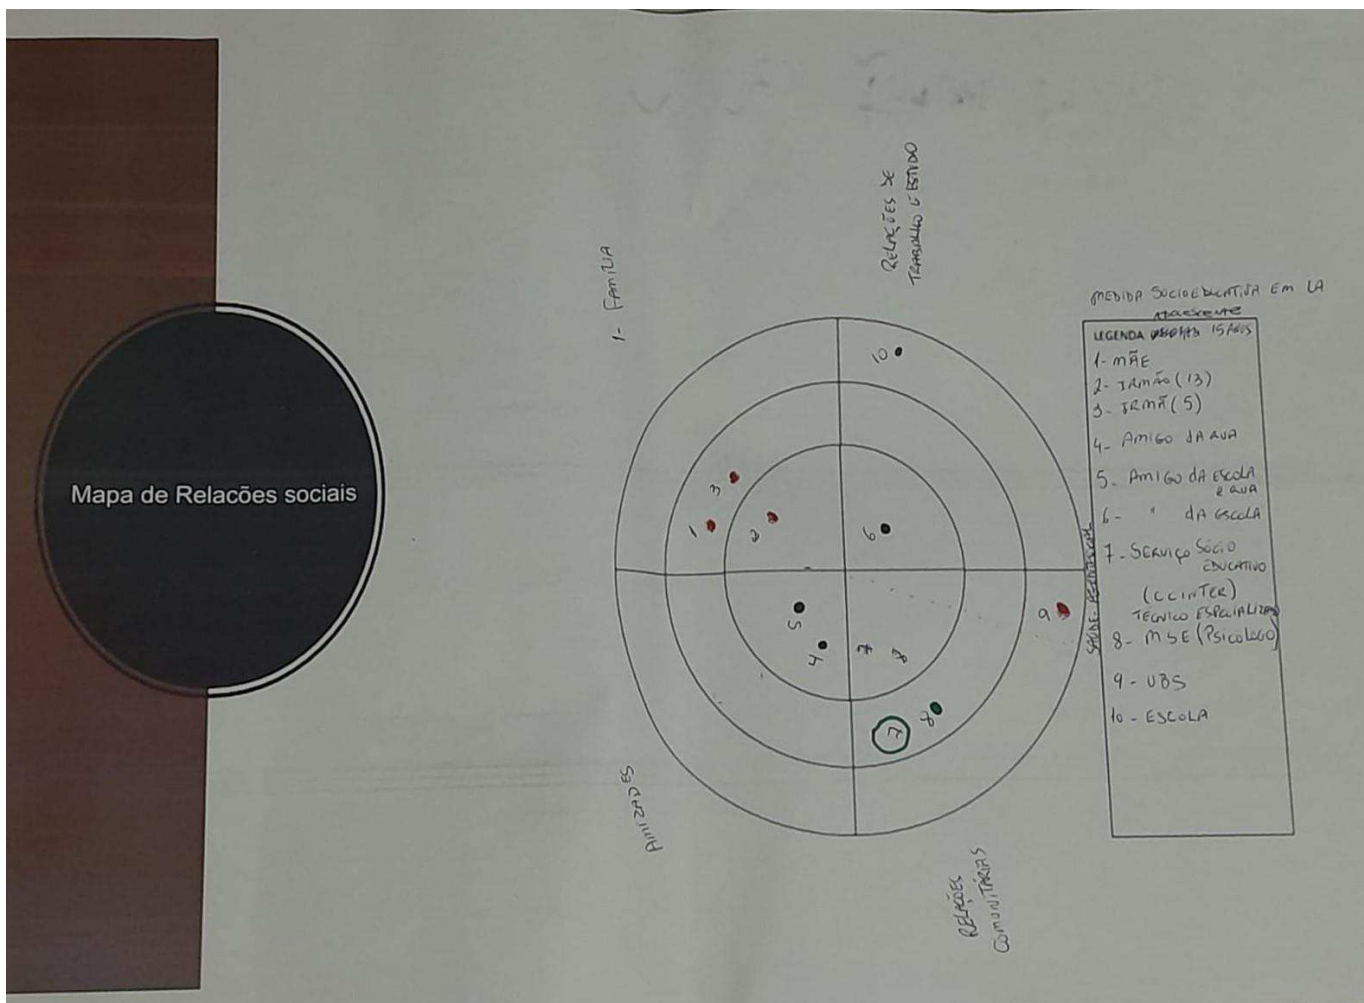 Mapa de Relacões sociais
1- FAMÍLIA
RELAÇÕES DE
TRABALHO E ESTUDO
10
3
1
2
6
5
4
7
8
7
8
9
SAÚDE-
AMIZADES
RELAÇÕES
COMUNITÁRIAS
MEDIDA SOCIOEDUCATIVA EM LA
ADOLESCENTE
LEGENDA 15 ANOS
1- MÃE
2- IRMÃO (13)
3- IRMÃ (5)
4- AMIGO DA RUA
5- AMIGO DA ESCOLA
E RUA
6- " DA ESCOLA
7- SERVIÇO SÓCIO
EDUCATIVO
(CCINTER)
TÉCNICO
8- MSE (PSICOLOGO)
9- UBS
10- ESCOLA